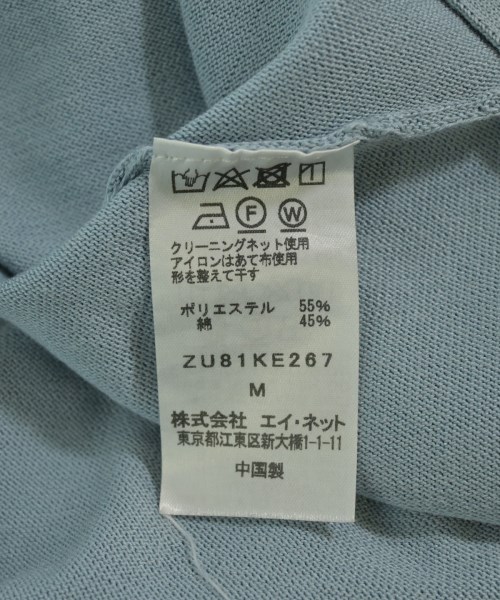 F W
クリーニングネット使用
アイロンはあて布使用
形を整えて干す
ポリエステル 55%
綿 45%
ZU81KE267
M
株式会社 エイ・ネット
東京都江東区新大橋1-1-11
中国製